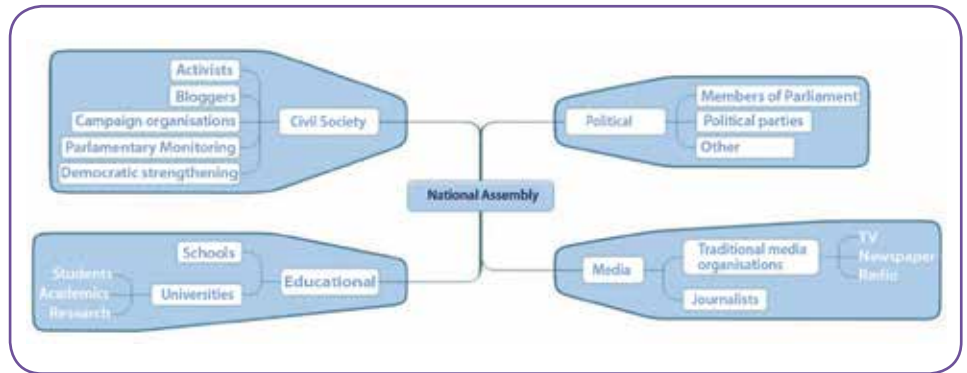 Activists
Bloggers
Campaign organisations
Parlamentary Monitoring
Democratic strengthening
Civil Society
Political
Members of Parliament
Political parties
Other
National Assembly
Schools
Universities
Students
Academics
Research
Educational
Media
Traditional media
organisations
TV
Newspaper
Radio
Journalists